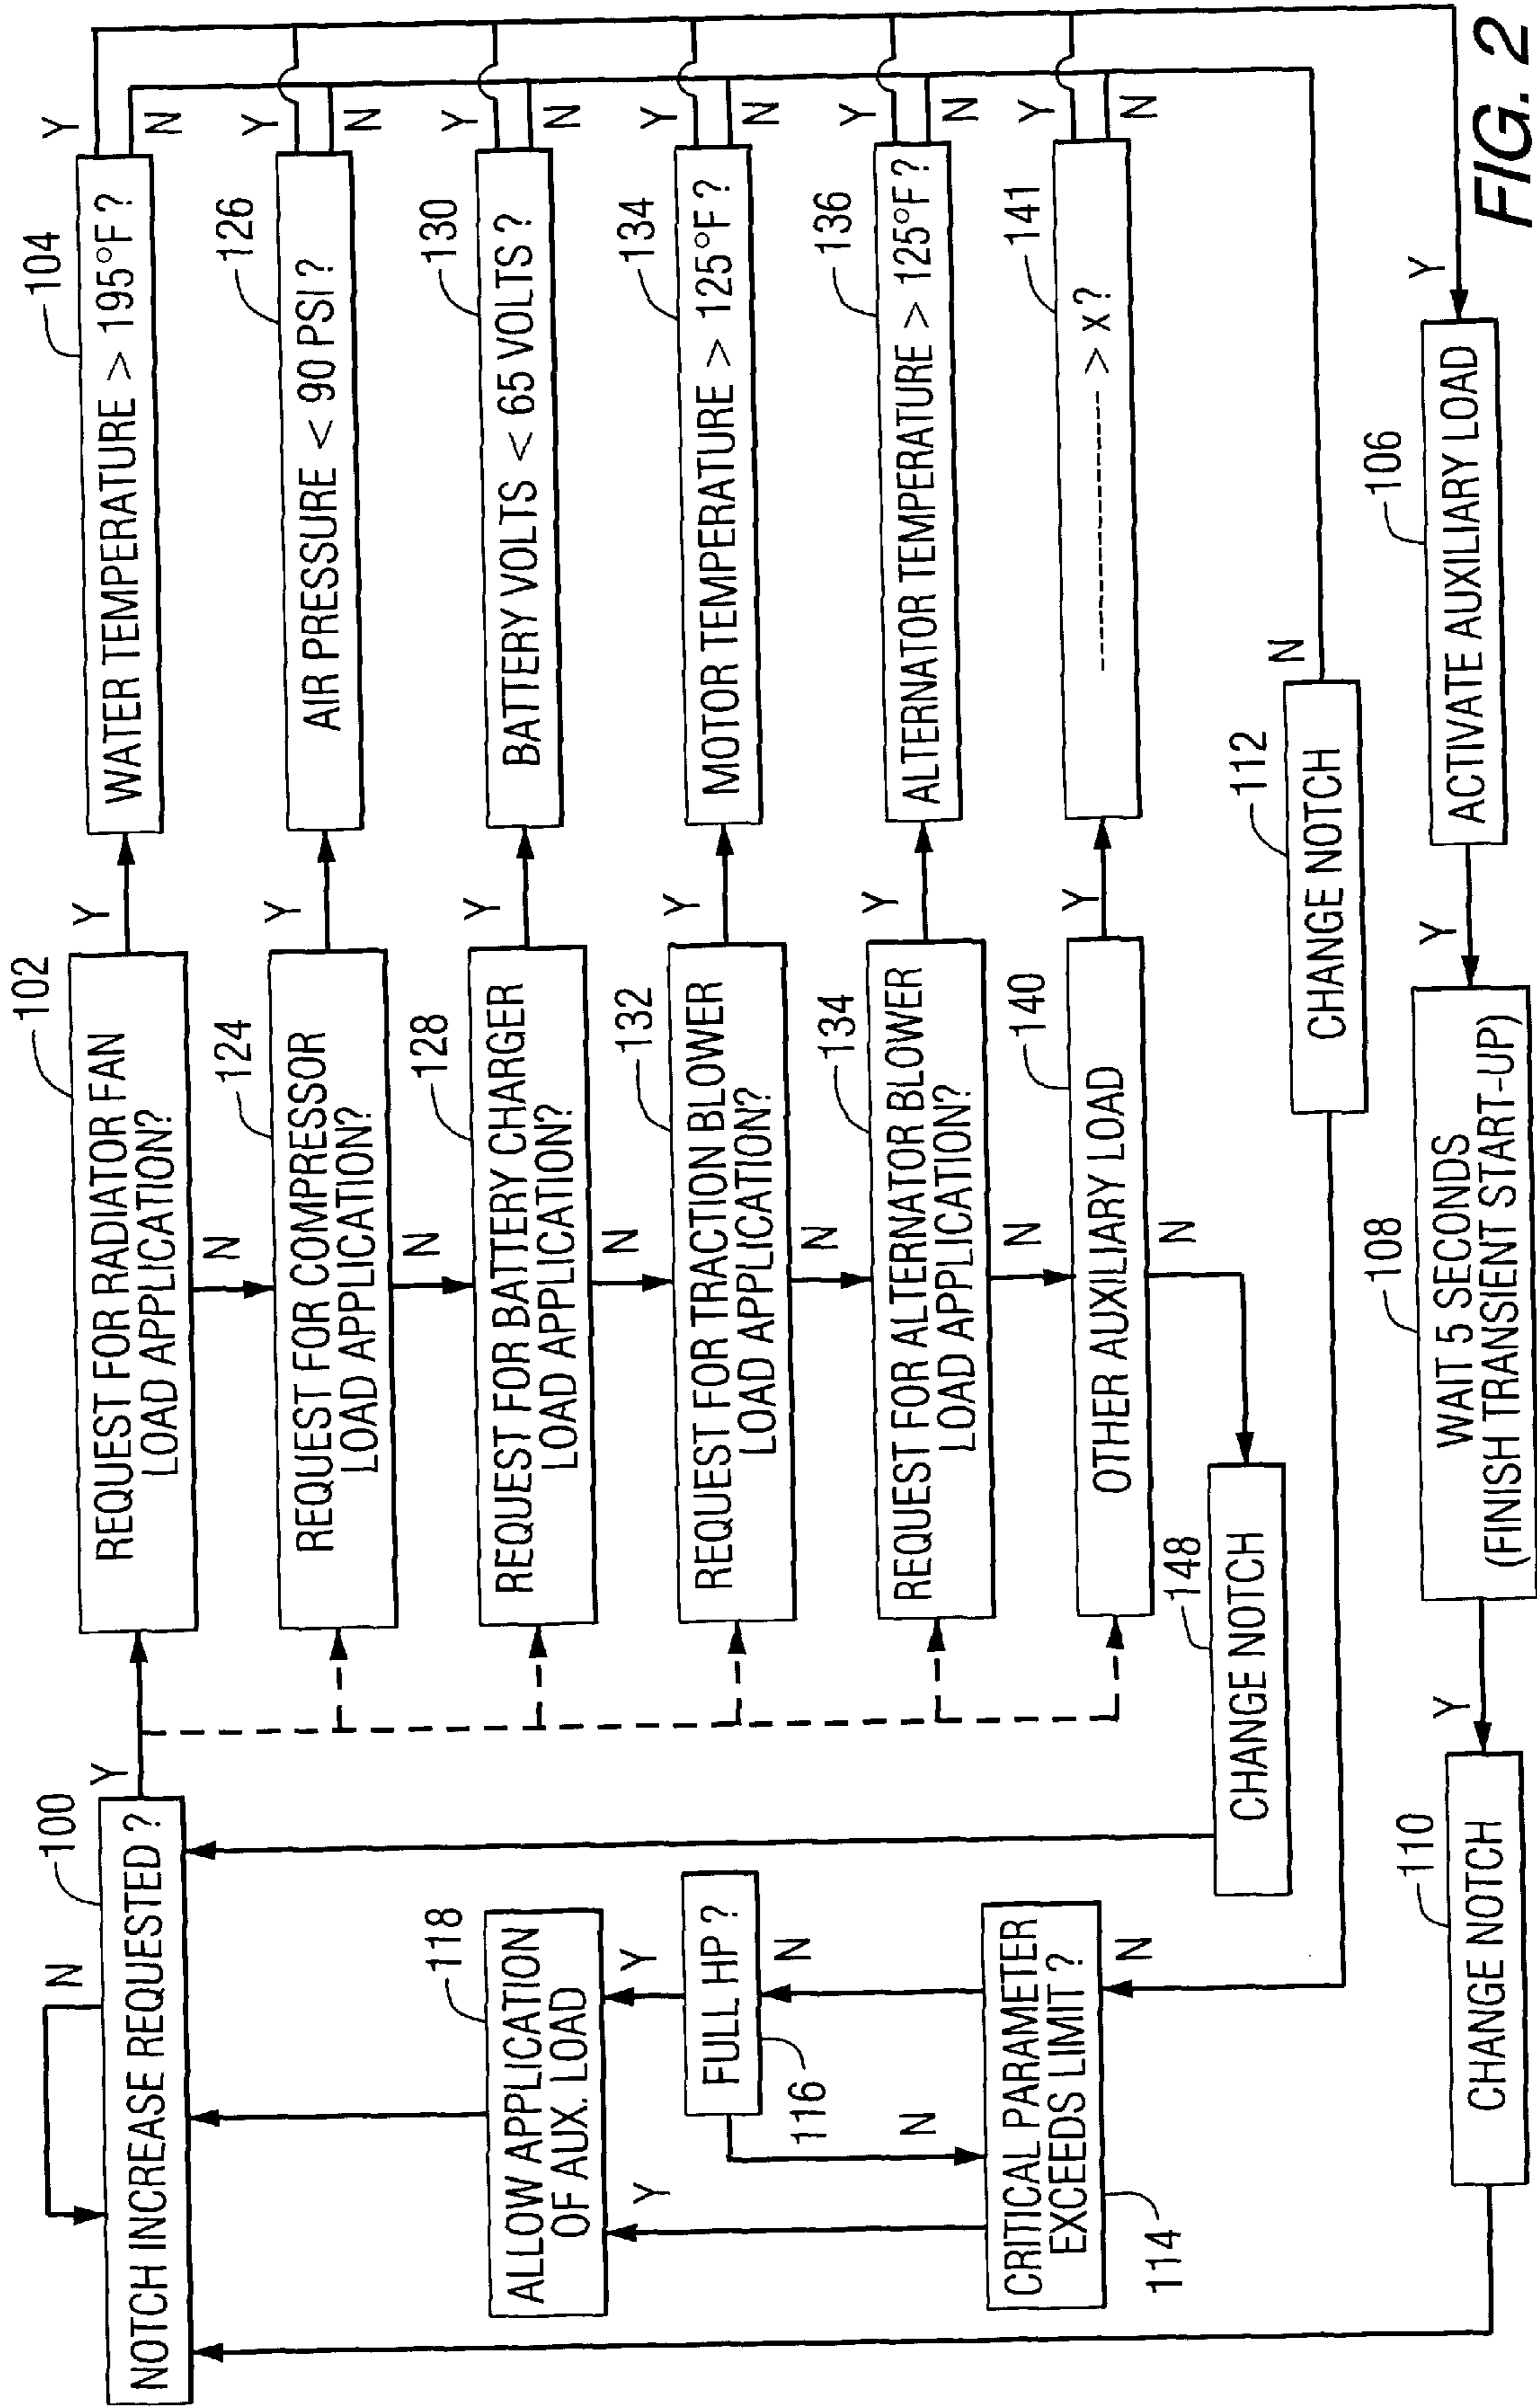 100
NOTCH INCREASE REQUESTED ?
N
Y
102
REQUEST FOR RADIATOR FAN
LOAD APPLICATION?
Y
N
104
WATER TEMPERATURE > 195°F ?
Y
N
124
REQUEST FOR COMPRESSOR
LOAD APPLICATION?
Y
N
126
AIR PRESSURE < 90 PSI ?
Y
N
128
REQUEST FOR BATTERY CHARGER
LOAD APPLICATION?
Y
N
130
BATTERY VOLTS < 65 VOLTS ?
Y
N
132
REQUEST FOR TRACTION BLOWER
LOAD APPLICATION?
Y
N
134
MOTOR TEMPERATURE > 125°F ?
Y
N
134
REQUEST FOR ALTERNATOR BLOWER
LOAD APPLICATION?
Y
N
136
ALTERNATOR TEMPERATURE > 125°F ?
Y
N
140
OTHER AUXILIARY LOAD
Y
N
141
-------------- > x ?
Y
N
118
ALLOW APPLICATION
OF AUX. LOAD
Y
Y
FULL HP ?
116
N
N
CRITICAL PARAMETER
EXCEEDS LIMIT ?
114
N
148
CHANGE NOTCH
112
CHANGE NOTCH
N
110
CHANGE NOTCH
Y
108
WAIT 5 SECONDS
(FINISH TRANSIENT START-UP)
Y
106
ACTIVATE AUXILIARY LOAD
Y
FIG. 2